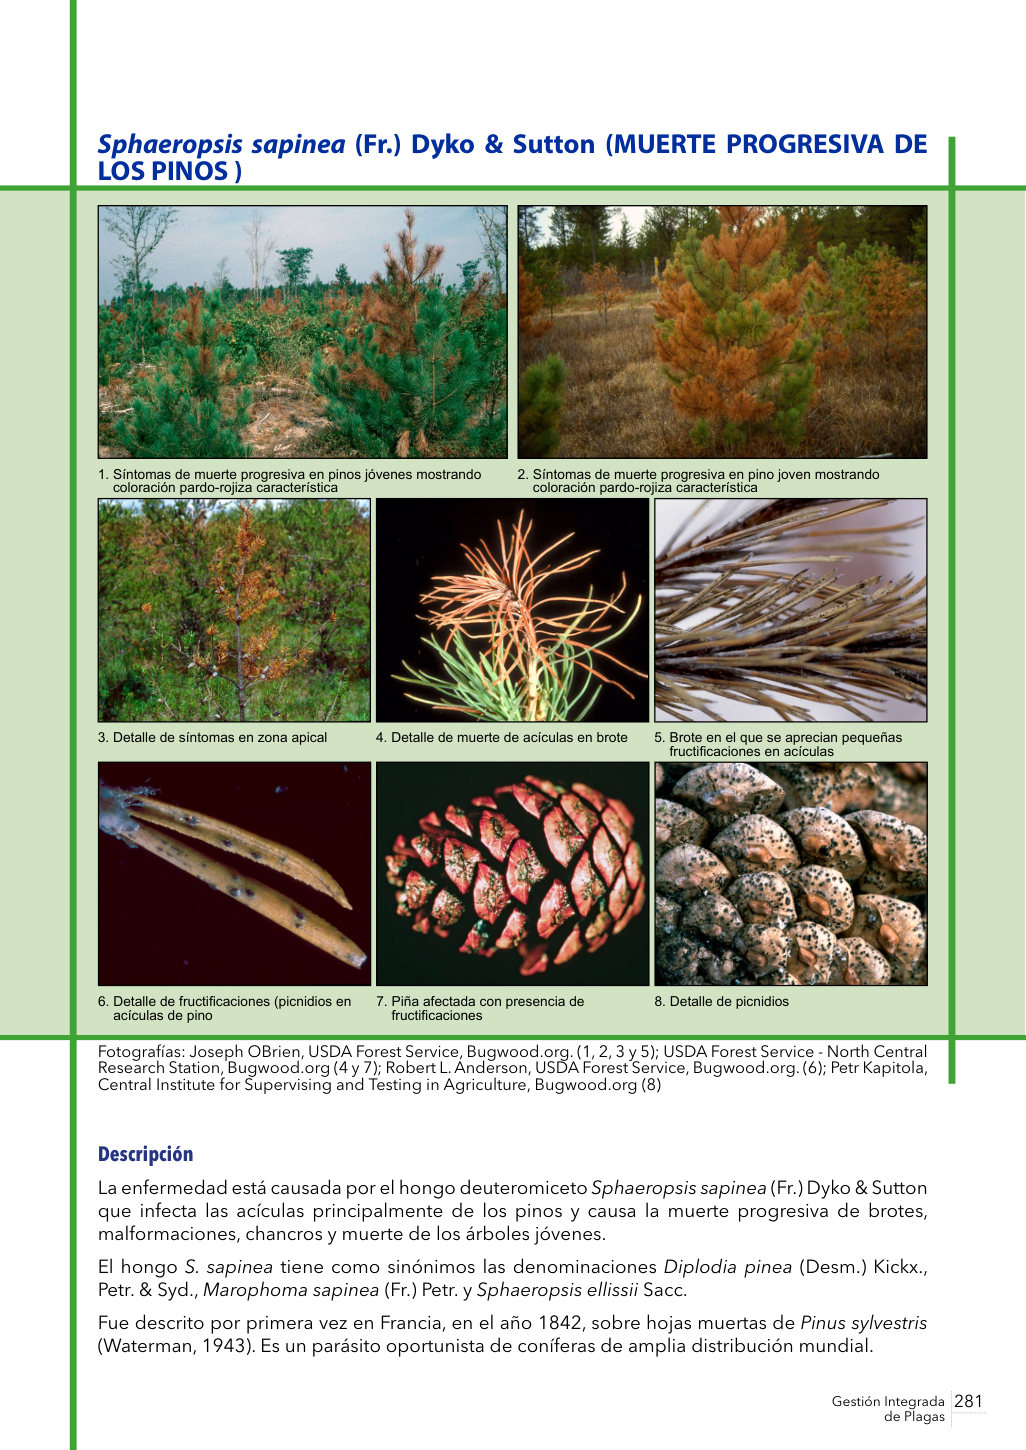 Sphaeropsis sapinea (Fr.) Dyko & Sutton (MUERTE PROGRESIVA DE
LOS PINOS )
1. Síntomas de muerte progresiva en pinos jóvenes mostrando
coloración pardo-rojiza característica
2. Síntomas de muerte progresiva en pino joven mostrando
coloración pardo-rojiza característica
3. Detalle de síntomas en zona apical
4. Detalle de muerte de acículas en brote
5. Brote en el que se aprecian pequeñas
fructificaciones en acículas
6. Detalle de fructificaciones (picnidios en
acículas de pino
7. Piña afectada con presencia de
fructificaciones
8. Detalle de picnidios
Fotografías: Joseph OBrien, USDA Forest Service, Bugwood.org. (1, 2, 3 y 5); USDA Forest Service - North Central
Research Station, Bugwood.org (4 y 7); Robert L. Anderson, USDA Forest Service, Bugwood.org. (6); Petr Kapitola,
Central Institute for Supervising and Testing in Agriculture, Bugwood.org (8)
Descripción
La enfermedad está causada por el hongo deuteromiceto Sphaeropsis sapinea (Fr.) Dyko & Sutton
que infecta las acículas principalmente de los pinos y causa la muerte progresiva de brotes,
malformaciones, chancros y muerte de los árboles jóvenes.
El hongo S. sapinea tiene como sinónimos las denominaciones Diplodia pinea (Desm.) Kickx.,
Petr. & Syd., Marophoma sapinea (Fr.) Petr. y Sphaeropsis ellissii Sacc.
Fue descrito por primera vez en Francia, en el año 1842, sobre hojas muertas de Pinus sylvestris
(Waterman, 1943). Es un parásito oportunista de coníferas de amplia distribución mundial.
Gestión Integrada
de Plagas
281